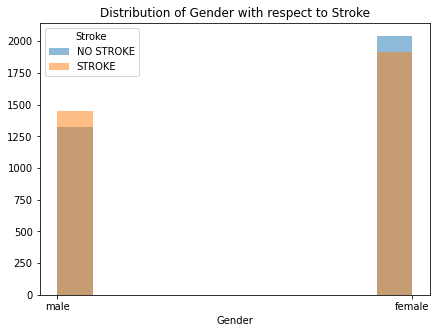 Distribution of Gender with respect to Stroke
Stroke
NO STROKE
STROKE
2000
1750
1500
1250
1000
750
500
250
0
male
female
Gender